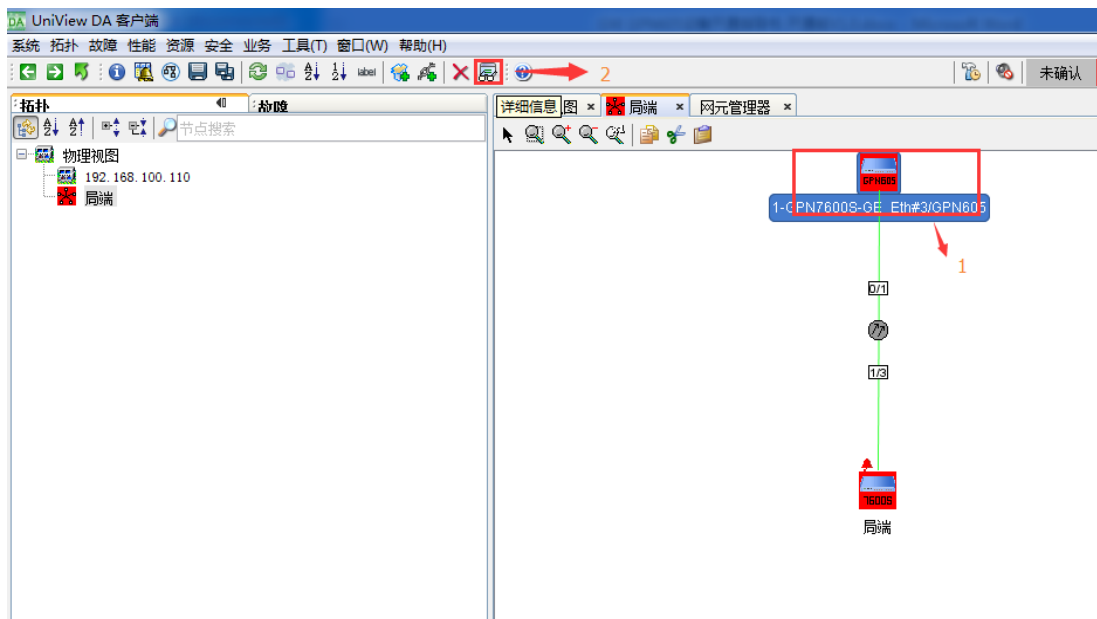 DA UniView DA 客户端
系统 拓扑 故障 性能 资源 安全 业务 工具(T) 窗口(W) 帮助(H)
label
2
未确认
拓扑 故障
详细信息 图 × 局端 × 网元管理器 ×
节点搜索
物理视图
192.168.100.110
局端
GPN605
1-GPN7600S-GE_Eth#3/GPN605
1
0/1
1/3
7600S
局端